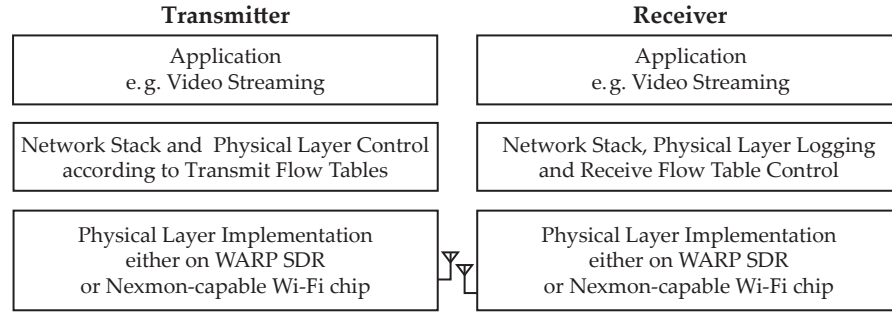 Transmitter
Application
e. g. Video Streaming
Network Stack and Physical Layer Control
according to Transmit Flow Tables
Physical Layer Implementation
either on WARP SDR
or Nexmon-capable Wi-Fi chip
Receiver
Application
e. g. Video Streaming
Network Stack, Physical Layer Logging
and Receive Flow Table Control
Physical Layer Implementation
either on WARP SDR
or Nexmon-capable Wi-Fi chip